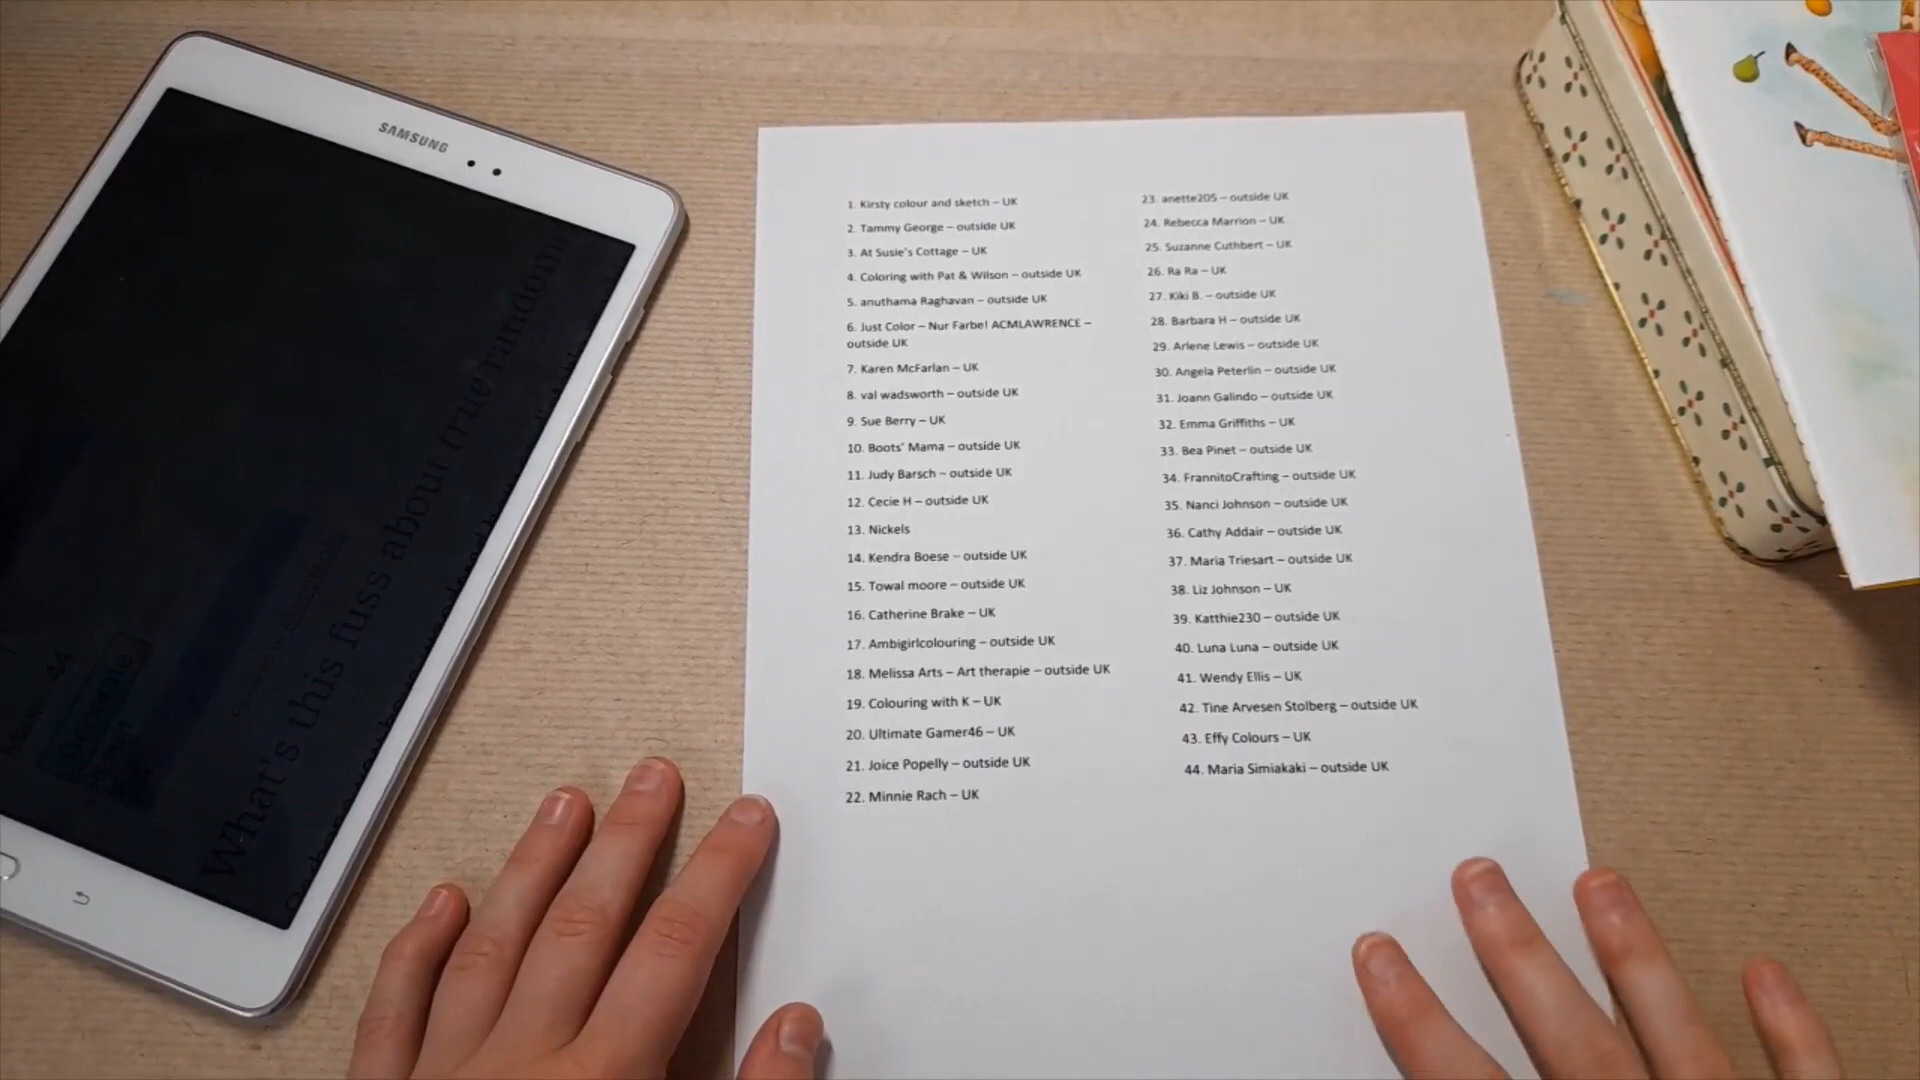 SAMSUNG
1. Kirsty colour and sketch – UK
2. Tammy George – outside UK
3. At Susie's Cottage – UK
4. Coloring with Pat & Wilson – outside UK
5. anuthama Raghavan – outside UK
6. Just Color – Nur Farbe! ACMLAWRENCE –
outside UK
7. Karen McFarlan – UK
8. val wadsworth – outside UK
9. Sue Berry – UK
10. Boots' Mama – outside UK
11. Judy Barsch – outside UK
12. Cecie H – outside UK
13. Nickels
14. Kendra Boese – outside UK
15. Towal moore – outside UK
16. Catherine Brake – UK
17. Ambigirlcolouring – outside UK
18. Melissa Arts – Art therapie – outside UK
19. Colouring with K – UK
20. Ultimate Gamer46 – UK
21. Joice Popelly – outside UK
22. Minnie Rach – UK
23. anette205 – outside UK
24. Rebecca Marrion – UK
25. Suzanne Cuthbert – UK
26. Ra Ra – UK
27. Kiki B. – outside UK
28. Barbara H – outside UK
29. Arlene Lewis – outside UK
30. Angela Peterlin – outside UK
31. Joann Galindo – outside UK
32. Emma Griffiths – UK
33. Bea Pinet – outside UK
34. FrannitoCrafting – outside UK
35. Nanci Johnson – outside UK
36. Cathy Addair – outside UK
37. Maria Triesart – outside UK
38. Liz Johnson – UK
39. Katthie230 – outside UK
40. Luna Luna – outside UK
41. Wendy Ellis – UK
42. Tine Arvesen Stolberg – outside UK
43. Effy Colours – UK
44. Maria Simiakaki – outside UK
44
Generate
Result
What's this fuss about true random